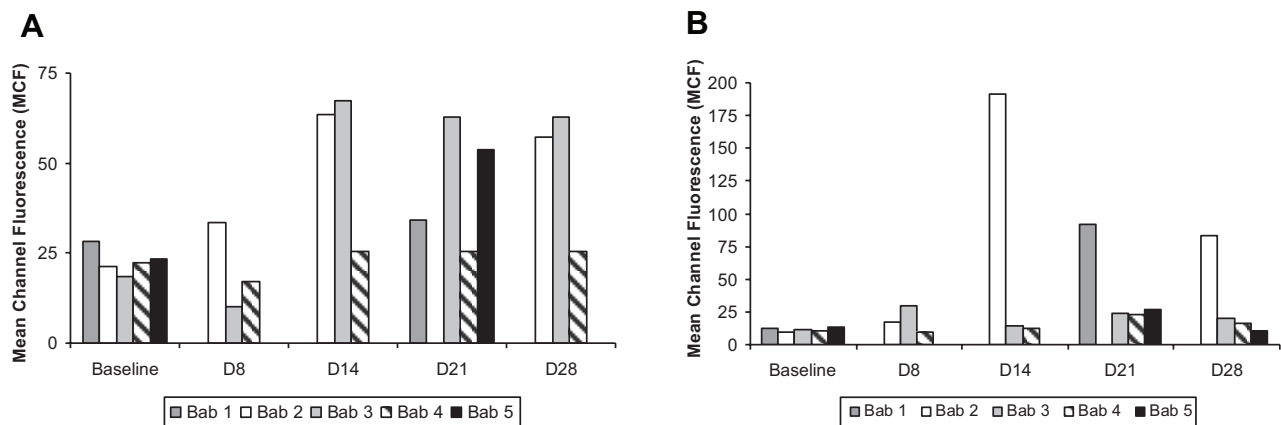 A
Mean Channel Fluorescence (MCF)
75
50
25
0
Baseline D8 D14 D21 D28
Bab 1 Bab 2 Bab 3 Bab 4 Bab 5
B
Mean Channel Fluorescence (MCF)
200
175
150
125
100
75
50
25
0
Baseline D8 D14 D21 D28
Bab 1 Bab 2 Bab 3 Bab 4 Bab 5